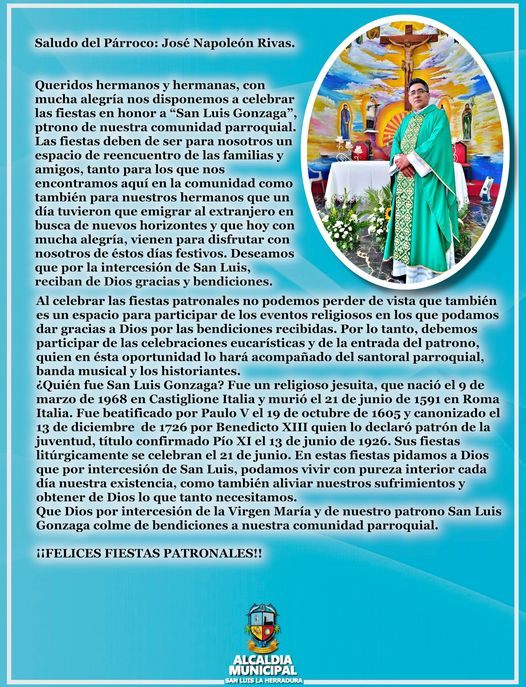 Saludo del Párroco: José Napoleón Rivas.
Queridos hermanos y hermanas, con
mucha alegría nos disponemos a celebrar
las fiestas en honor a “San Luis Gonzaga”,
ptrono de nuestra comunidad parroquial.
Las fiestas deben de ser para nosotros un
espacio de reencuentro de las familias y
amigos, tanto para los que nos
encontramos aquí en la comunidad como
también para nuestros hermanos que un
día tuvieron que emigrar al extranjero en
busca de nuevos horizontes y que hoy con
mucha alegría, vienen para disfrutar con
nosotros de éstos días festivos. Deseamos
que por la intercesión de San Luis,
reciban de Dios gracias y bendiciones.
Al celebrar las fiestas patronales no podemos perder de vista que también
es un espacio para participar de los eventos religiosos en los que podamos
dar gracias a Dios por las bendiciones recibidas. Por lo tanto, debemos
participar de las celebraciones eucarísticas y de la entrada del patrono,
quien en ésta oportunidad lo hará acompañado del santoral parroquial,
banda musical y los historiantes.
¿Quién fue San Luis Gonzaga? Fue un religioso jesuita, que nació el 9 de
marzo de 1968 en Castiglione Italia y murió el 21 de junio de 1591 en Roma
Italia. Fue beatificado por Paulo V el 19 de octubre de 1605 y canonizado el
13 de diciembre de 1726 por Benedicto XIII quien lo declaró patrón de la
juventud, título confirmado Pío XI el 13 de junio de 1926. Sus fiestas
litúrgicamente se celebran el 21 de junio. En estas fiestas pidamos a Dios
que por intercesión de San Luis, podamos vivir con pureza interior cada
día nuestra existencia, como también aliviar nuestros sufrimientos y
obtener de Dios lo que tanto necesitamos.
Que Dios por intercesión de la Virgen María y de nuestro patrono San Luis
Gonzaga colme de bendiciones a nuestra comunidad parroquial.
¡¡FELICES FIESTAS PATRONALES!!
ALCALDIA
MUNICIPAL
SAN LUIS LA HERRADURA